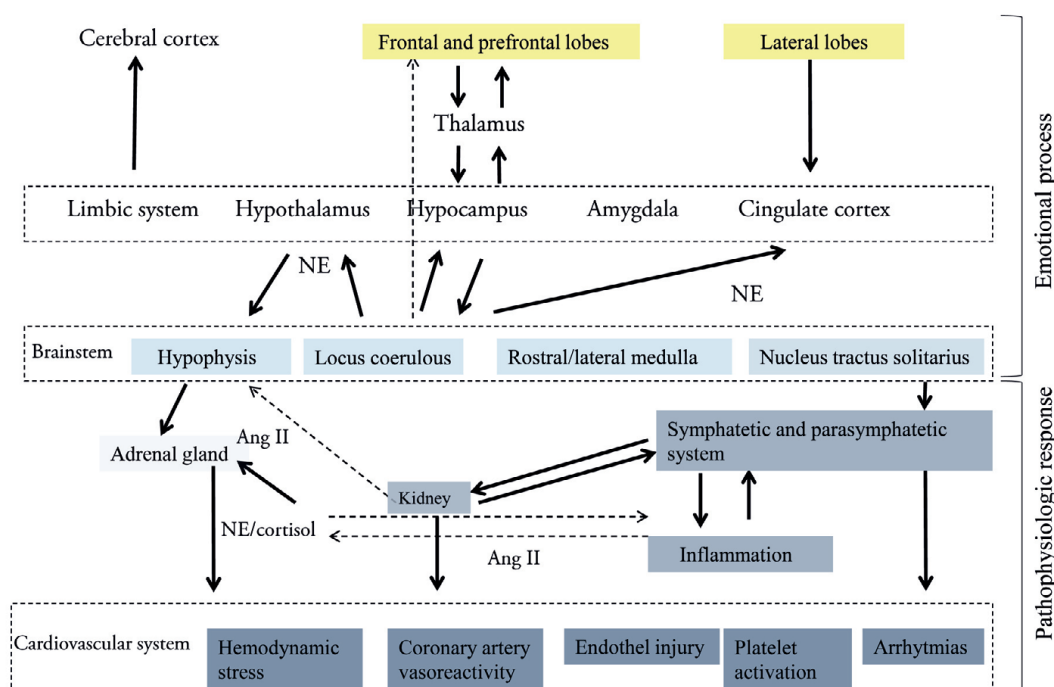 Cerebral cortex
Frontal and prefrontal lobes
Lateral lobes
Thalamus
Limbic system
Hypothalamus
Hypocampus
Amygdala
Cingulate cortex
Emotional process
NE
NE
Brainstem
Hypophysis
Locus coerulous
Rostral/lateral medulla
Nucleus tractus solitarius
Ang II
Adrenal gland
Symphatetic and parasymphatetic
system
Kidney
NE/cortisol
Ang II
Inflammation
Pathophysiologic response
Cardiovascular system
Hemodynamic
stress
Coronary artery
vasoreactivity
Endothel injury
Platelet
activation
Arrhytmias